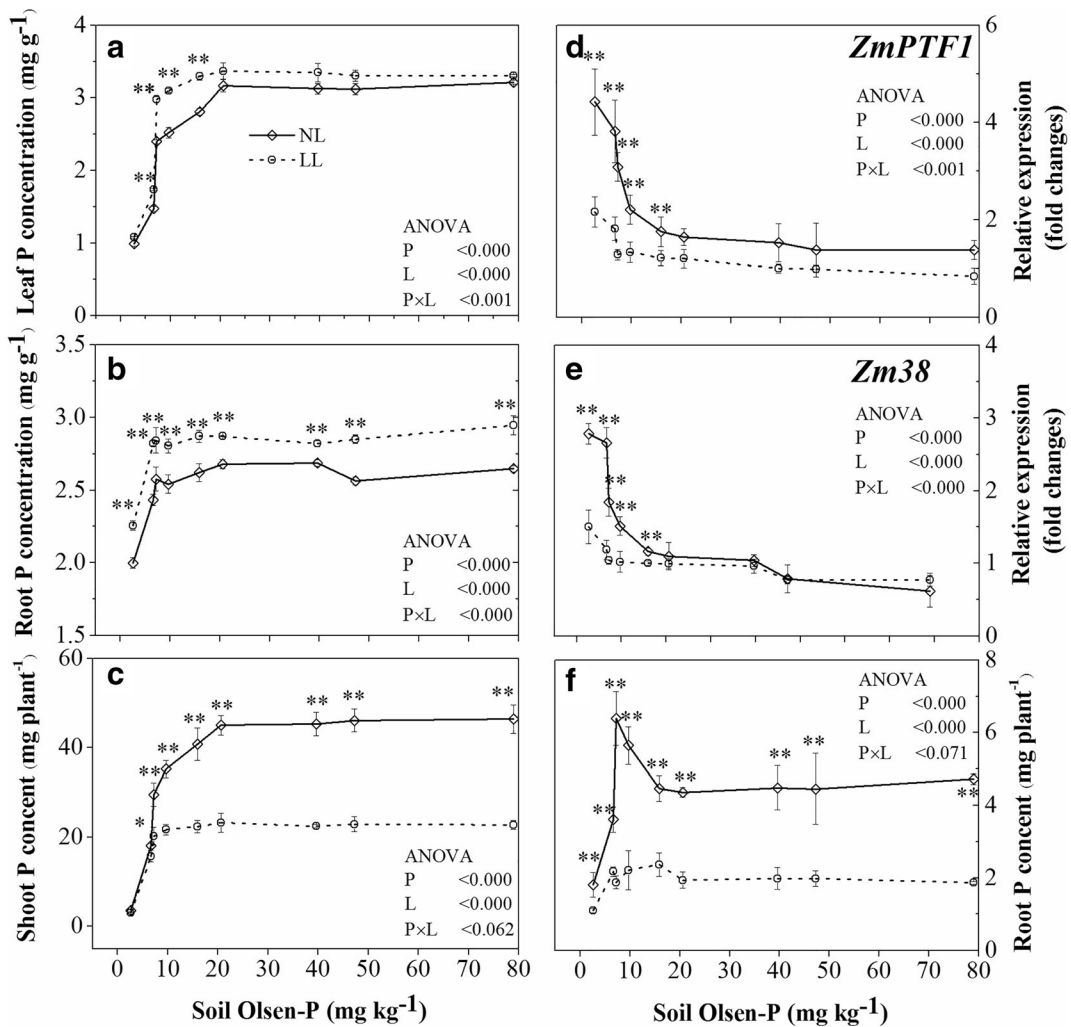 a
Leaf P concentration (mg g-1)
4
3
2
1
0
**
**
**
**
NL
LL
ANOVA
P <0.000
L <0.000
P×L <0.001
d
ZmPTF1
Relative expression
(fold changes)
6
4
2
0
**
**
**
**
**
ANOVA
P <0.000
L <0.000
P×L <0.001
b
Root P concentration (mg g-1)
3.5
3.0
2.5
2.0
1.5
**
**
**
**
**
**
**
**
**
ANOVA
P <0.000
L <0.000
P×L <0.000
e
Zm38
Relative expression
(fold changes)
4
3
2
1
0
**
**
**
**
**
ANOVA
P <0.000
L <0.000
P×L <0.000
c
Shoot P concent (mg plant-1)
60
40
20
0
*
**
**
**
**
**
**
**
ANOVA
P <0.000
L <0.000
P×L <0.062
0 10 20 30 40 50 60 70 80
Soil Olsen-P (mg kg-1)
f
Root P concent (mg plant-1)
8
6
4
2
0
**
**
**
**
**
**
**
**
**
ANOVA
P <0.000
L <0.000
P×L <0.071
0 10 20 30 40 50 60 70 80
Soil Olsen-P (mg kg-1)